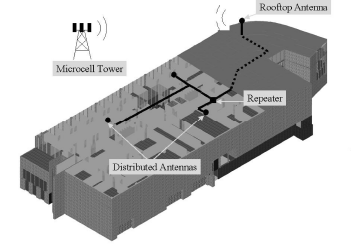 Rooftop Antenna
Microcell Tower
Repeater
Distributed Antennas